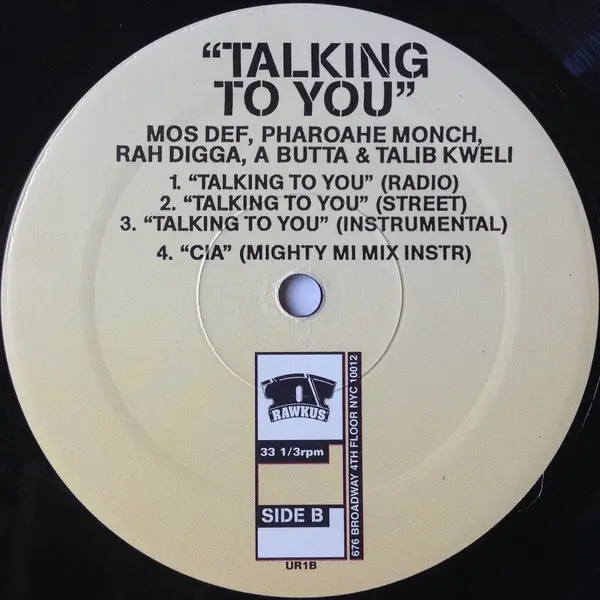 “TALKING
TO YOU”
MOS DEF, PHAROAHE MONCH,
RAH DIGGA, A BUTTA & TALIB KWELI
1. “TALKING TO YOU” (RADIO)
2. “TALKING TO YOU” (STREET)
3. “TALKING TO YOU” (INSTRUMENTAL)
4. “CIA” (MIGHTY MI MIX INSTR)
RAWKUS
33 1/3rpm
SIDE B
676 BROADWAY 4TH FLOOR NYC 10012
UR1B